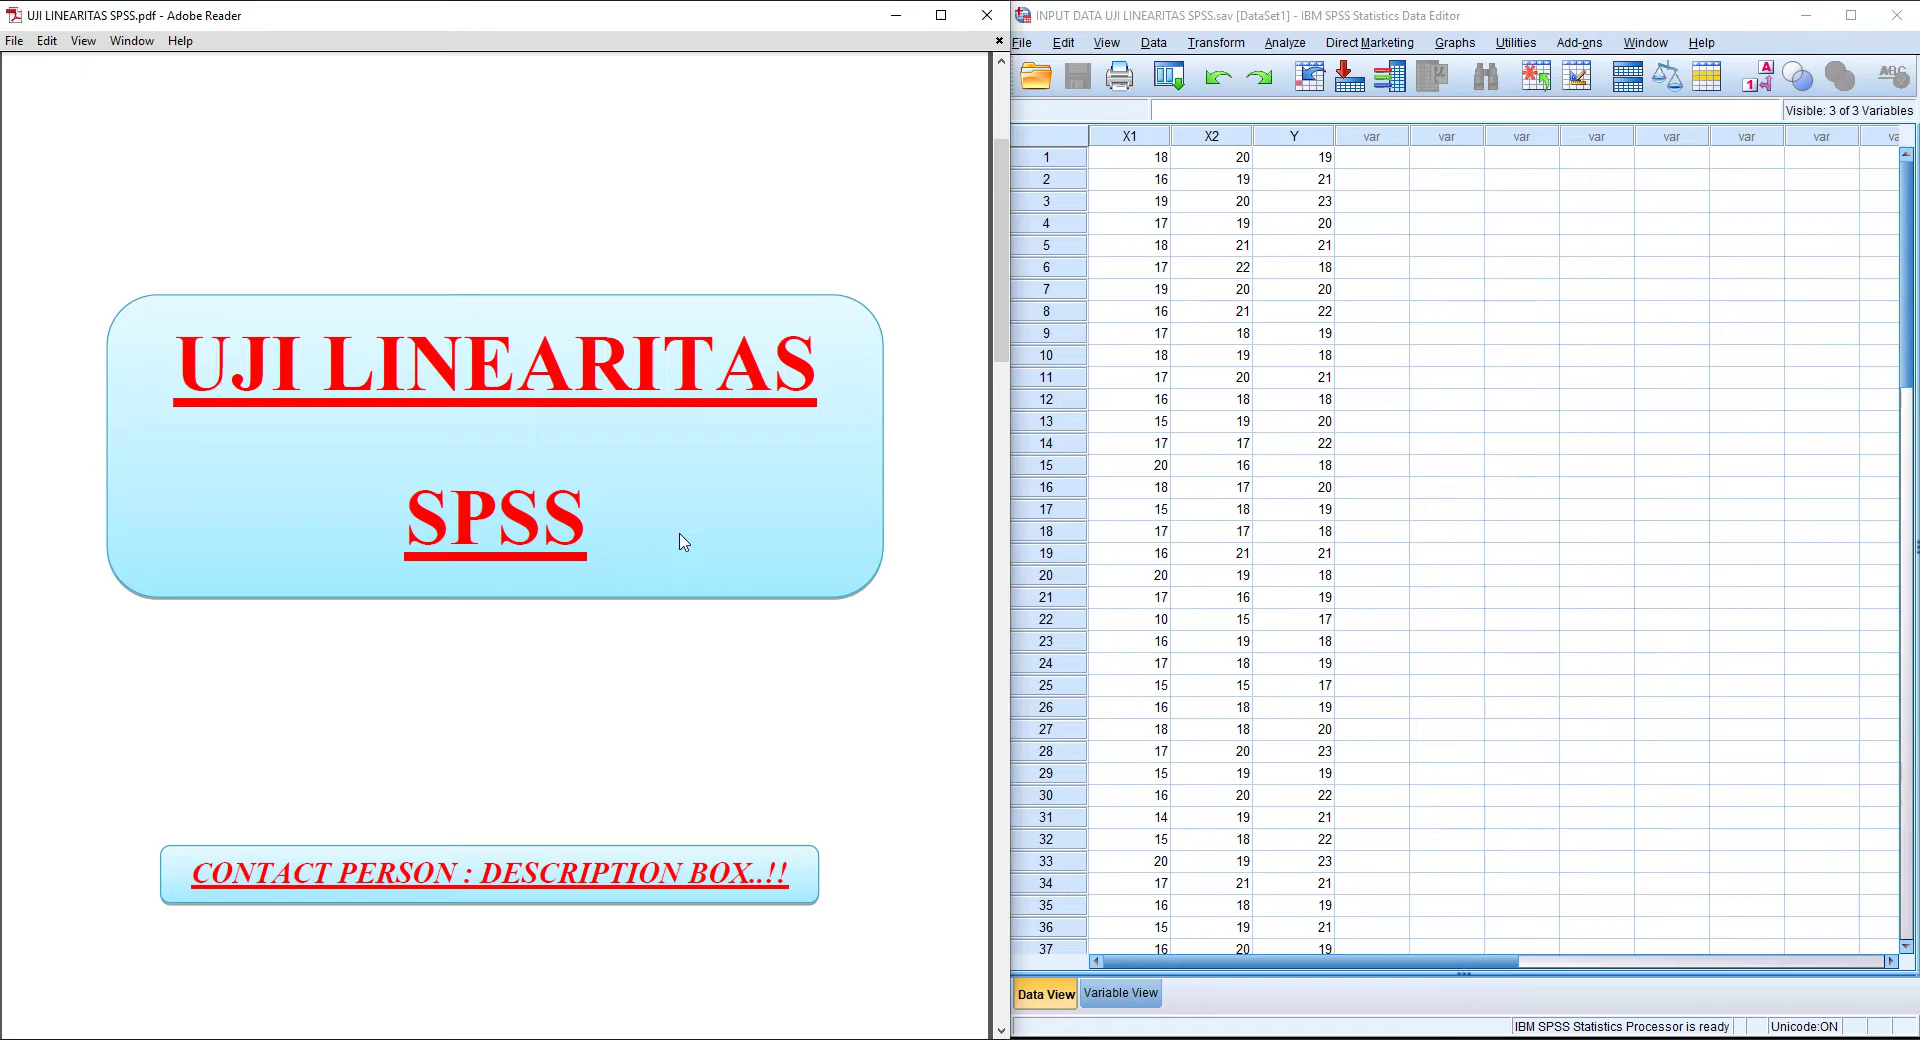 UJI LINEARITAS SPSS.pdf - Adobe Reader
File Edit View Window Help
UJI LINEARITAS
SPSS
CONTACT PERSON : DESCRIPTION BOX..!!
INPUT DATA UJI LINEARITAS SPSS.sav [DataSet1] - IBM SPSS Statistics Data Editor
File Edit View Data Transform Analyze Direct Marketing Graphs Utilities Add-ons Window Help
Visible: 3 of 3 Variables
X1 X2 Y var var var var var var var va
1 18 20 19
2 16 19 21
3 19 20 23
4 17 19 20
5 18 21 21
6 17 22 18
7 19 20 20
8 16 21 22
9 17 18 19
10 18 19 18
11 17 20 21
12 16 18 18
13 15 19 20
14 17 17 22
15 20 16 18
16 18 17 20
17 15 18 19
18 17 17 18
19 16 21 21
20 20 19 18
21 17 16 19
22 10 15 17
23 16 19 18
24 17 18 19
25 15 15 17
26 16 18 19
27 18 18 20
28 17 20 23
29 15 19 19
30 16 20 22
31 14 19 21
32 15 18 22
33 20 19 23
34 17 21 21
35 16 18 19
36 15 19 21
37 16 20 19
Data View Variable View
IBM SPSS Statistics Processor is ready Unicode:ON